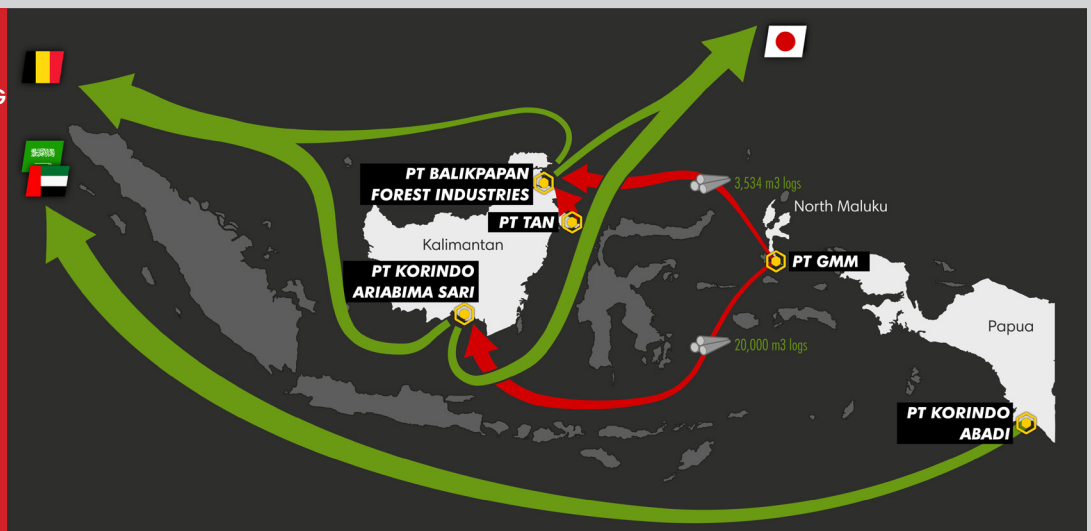 G
PT BALIKPAPAN
FOREST INDUSTRIES
3,534 m3 logs
North Maluku
PT TAN
Kalimantan
PT GMM
PT KORINDO
ARIABIMA SARI
Papua
20,000 m3 logs
PT KORINDO
ABADI